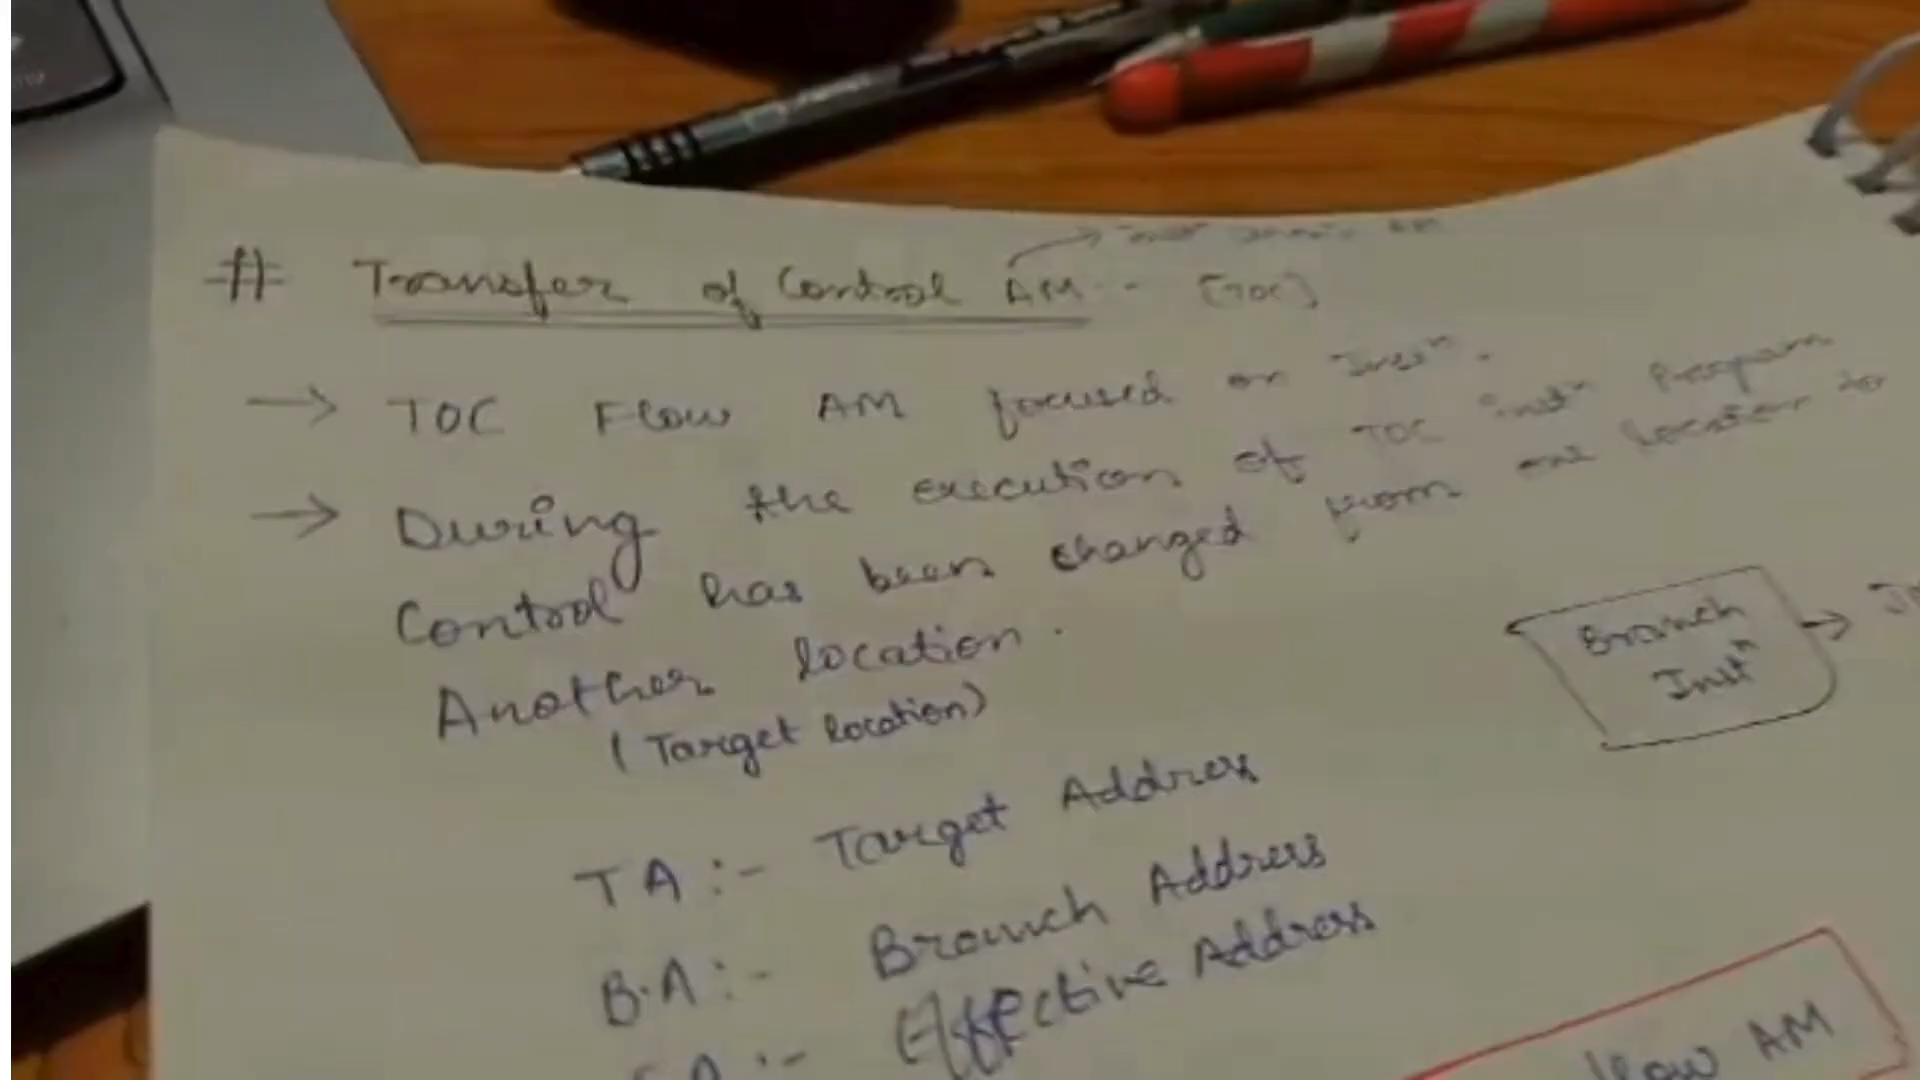 # Transfer of Control AM :- [TOC]
→ TOC Flow AM focused on Instⁿ.
→ During the execution of TOC instⁿ Program
Control has been changed from one location to
Another location.
(Target location)
Branch
Instⁿ →
TA :- Target Address
B.A :- Branch Address
EA :- Effective Address
flow AM